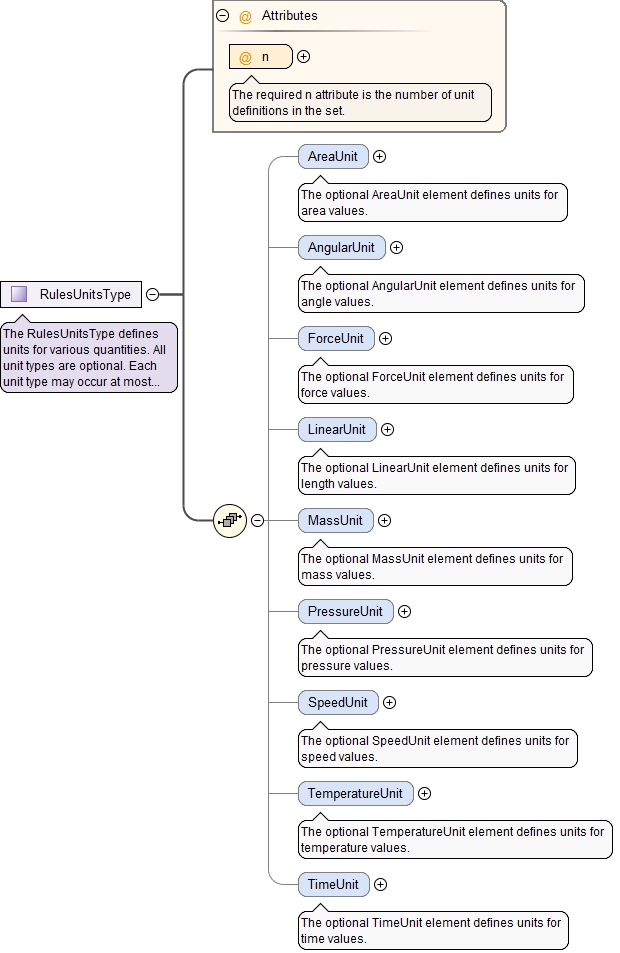 @ Attributes
@ n
The required n attribute is the number of unit
definitions in the set.
AreaUnit
The optional AreaUnit element defines units for
area values.
AngularUnit
The optional AngularUnit element defines units for
angle values.
RulesUnitsType
The RulesUnitsType defines
units for various quantities. All
unit types are optional. Each
unit type may occur at most...
ForceUnit
The optional ForceUnit element defines units for
force values.
LinearUnit
The optional LinearUnit element defines units for
length values.
MassUnit
The optional MassUnit element defines units for
mass values.
PressureUnit
The optional PressureUnit element defines units for
pressure values.
SpeedUnit
The optional SpeedUnit element defines units for
speed values.
TemperatureUnit
The optional TemperatureUnit element defines units for
temperature values.
TimeUnit
The optional TimeUnit element defines units for
time values.